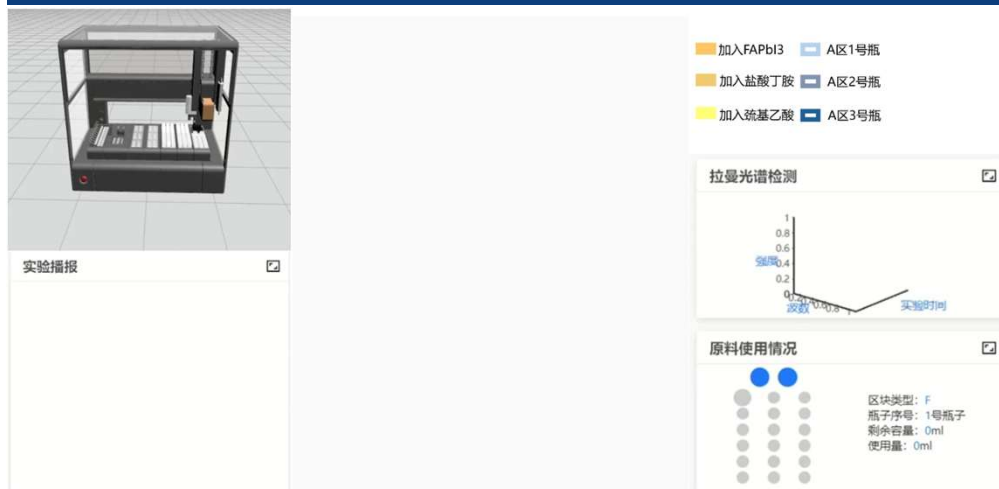 加入FAPbI3 A区1号瓶
加入盐酸丁胺 A区2号瓶
加入巯基乙酸 A区3号瓶
实验播报
拉曼光谱检测
1
0.8
0.6
0.4
0.2
0
强度
波数
实验时间
原料使用情况
区块类型：F
瓶子序号：1号瓶子
剩余容量：0ml
使用量：0ml